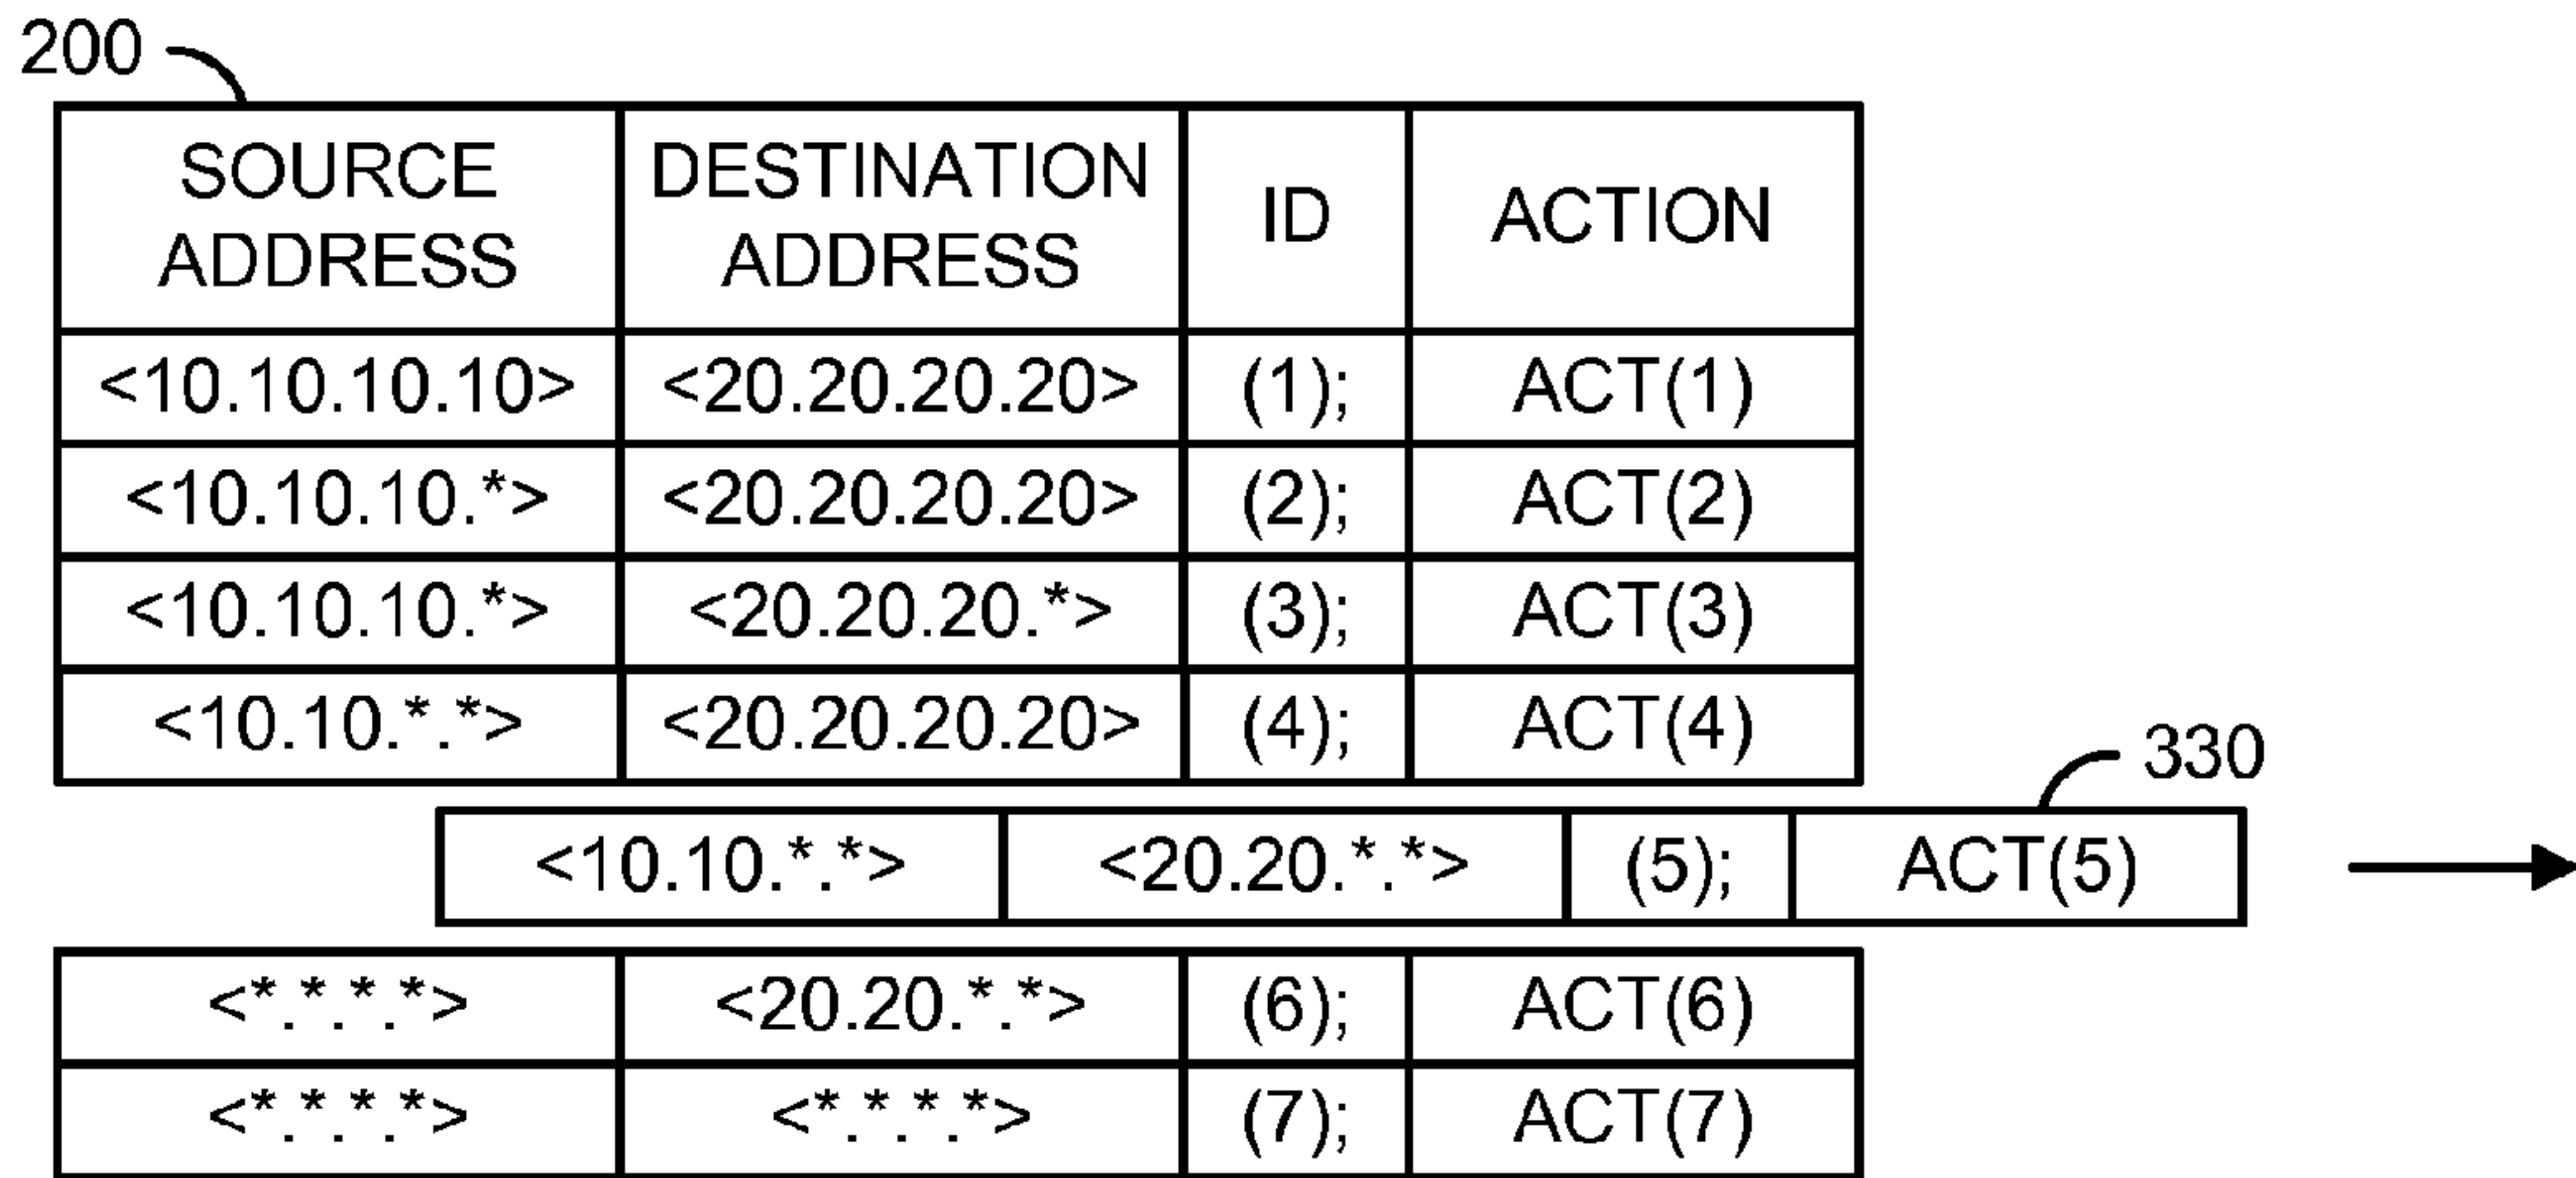 200
SOURCE ADDRESS DESTINATION ADDRESS ID ACTION
<10.10.10.10> <20.20.20.20> (1); ACT(1)
<10.10.10.*> <20.20.20.20> (2); ACT(2)
<10.10.10.*> <20.20.20.*> (3); ACT(3)
<10.10.*.*> <20.20.20.20> (4); ACT(4)
330
<10.10.*.*> <20.20.*.*> (5); ACT(5)
<*.*.*.*> <20.20.*.*> (6); ACT(6)
<*.*.*.*> <*.*.*.*> (7); ACT(7)